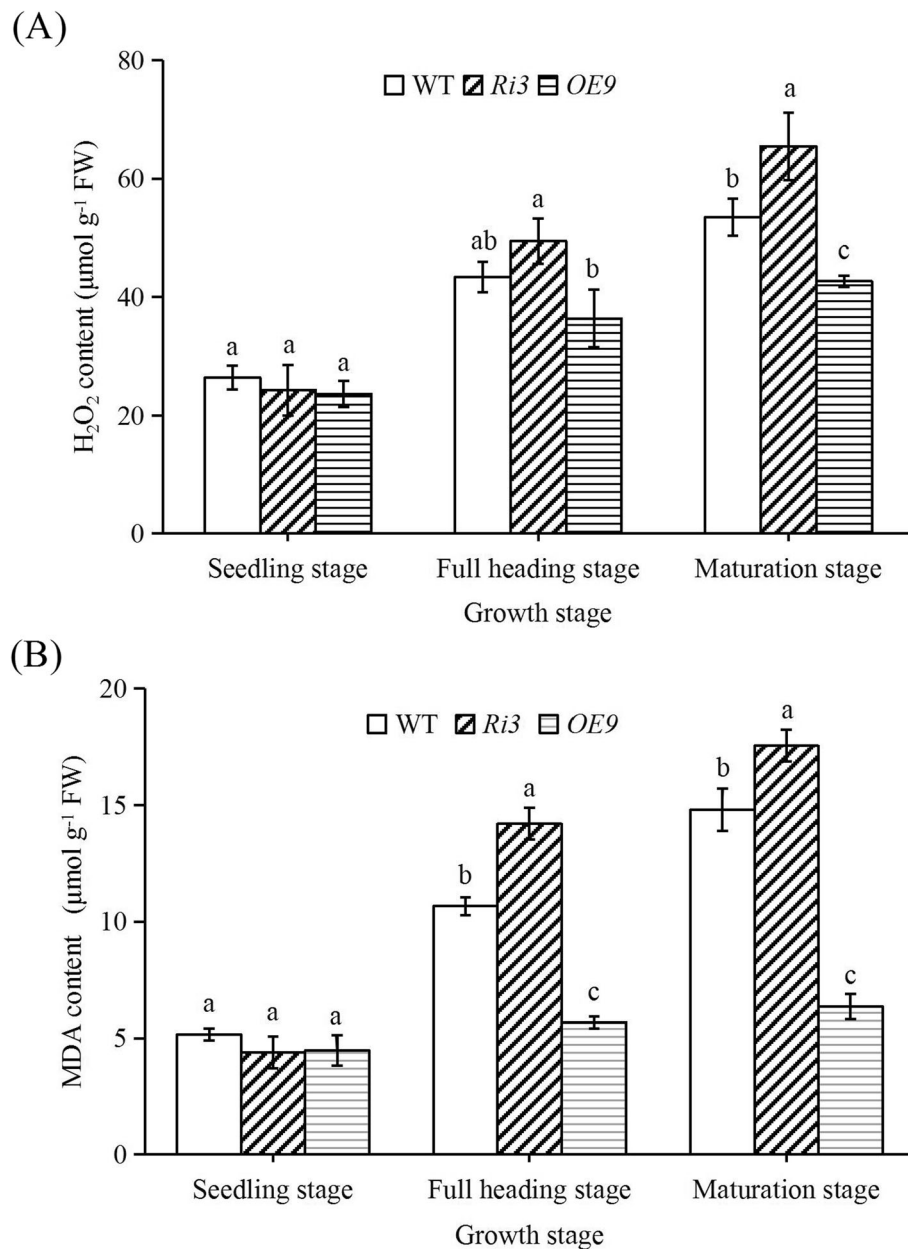 (A)
80
60
40
20
0
H₂O₂ content (μmol g⁻¹ FW)
WT Ri3 OE9
a a a
ab a b
b a c
Seedling stage Full heading stage Maturation stage
Growth stage
(B)
20
15
10
5
0
MDA content (μmol g⁻¹ FW)
WT Ri3 OE9
a a a
b a c
b a c
Seedling stage Full heading stage Maturation stage
Growth stage